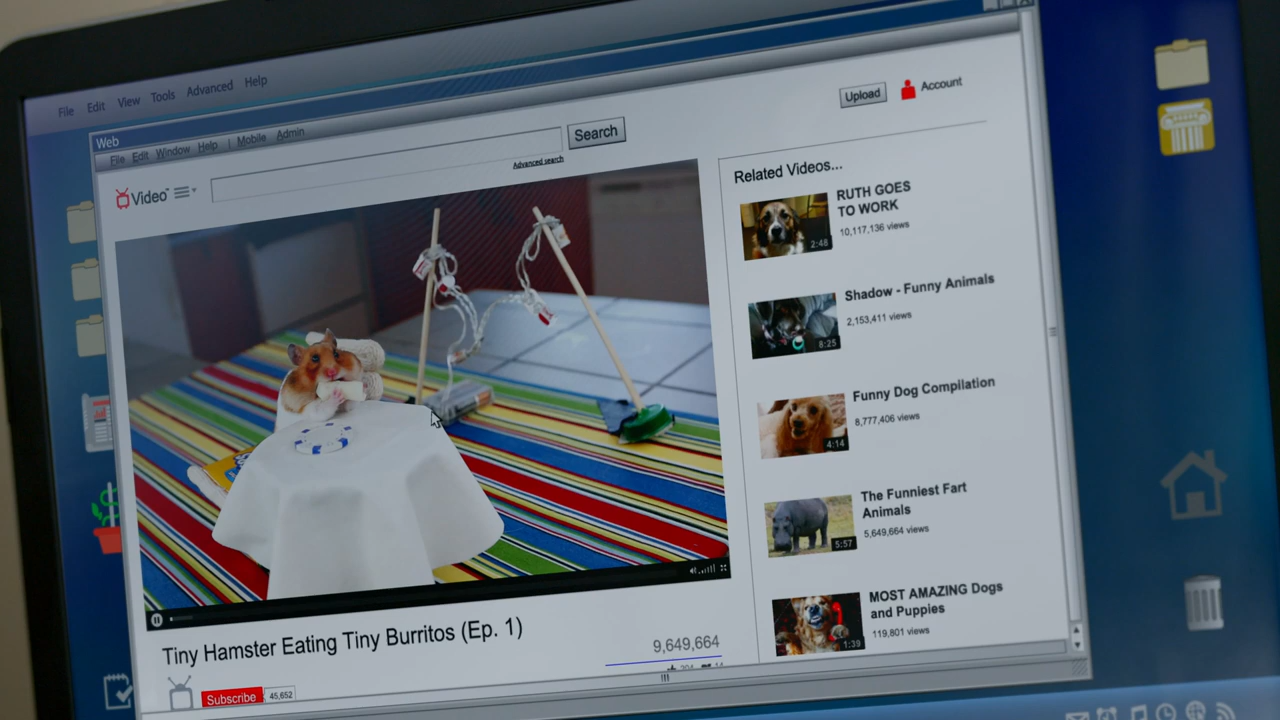 File Edit View Tools Advanced Help
Web
File Edit Window Help | Mobile Admin
Upload
Account
Search
Advanced search
Video
Related Videos...
RUTH GOES
TO WORK
10,117,136 views
2:48
Shadow - Funny Animals
2,153,411 views
8:25
Funny Dog Compilation
8,777,406 views
4:14
The Funniest Fart
Animals
5,649,664 views
5:57
MOST AMAZING Dogs
and Puppies
119,801 views
1:39
Tiny Hamster Eating Tiny Burritos (Ep. 1)
9,649,664
Subscribe
45,652